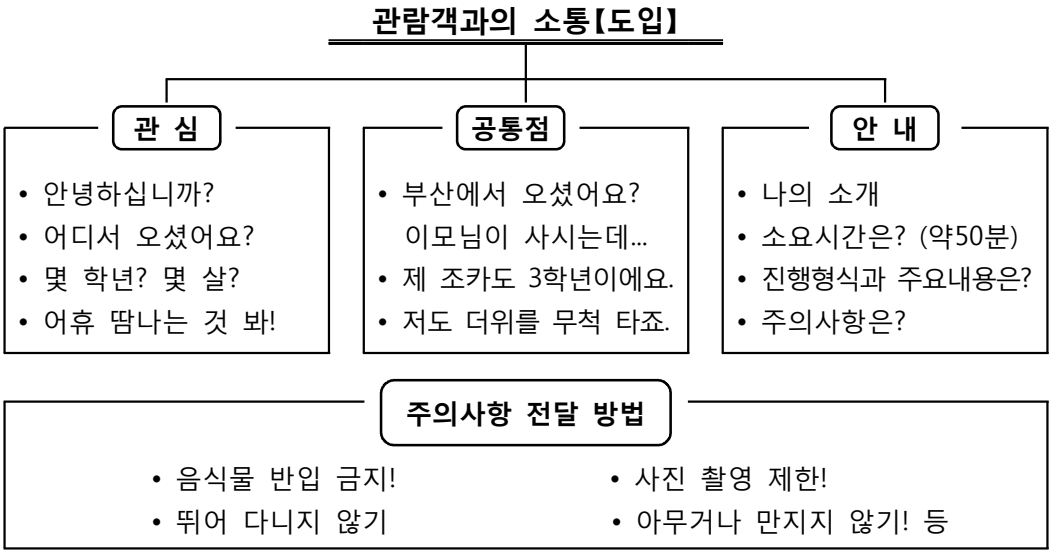 관람객과의 소통【도입】
관 심
• 안녕하십니까?
• 어디서 오셨어요?
• 몇 학년? 몇 살?
• 어휴 땀나는 것 봐!
공통점
• 부산에서 오셨어요?
이모님이 사시는데...
• 제 조카도 3학년이에요.
• 저도 더위를 무척 타죠.
안 내
• 나의 소개
• 소요시간은? (약50분)
• 진행형식과 주요내용은?
• 주의사항은?
주의사항 전달 방법
• 음식물 반입 금지!
• 뛰어 다니지 않기
• 사진 촬영 제한!
• 아무거나 만지지 않기! 등